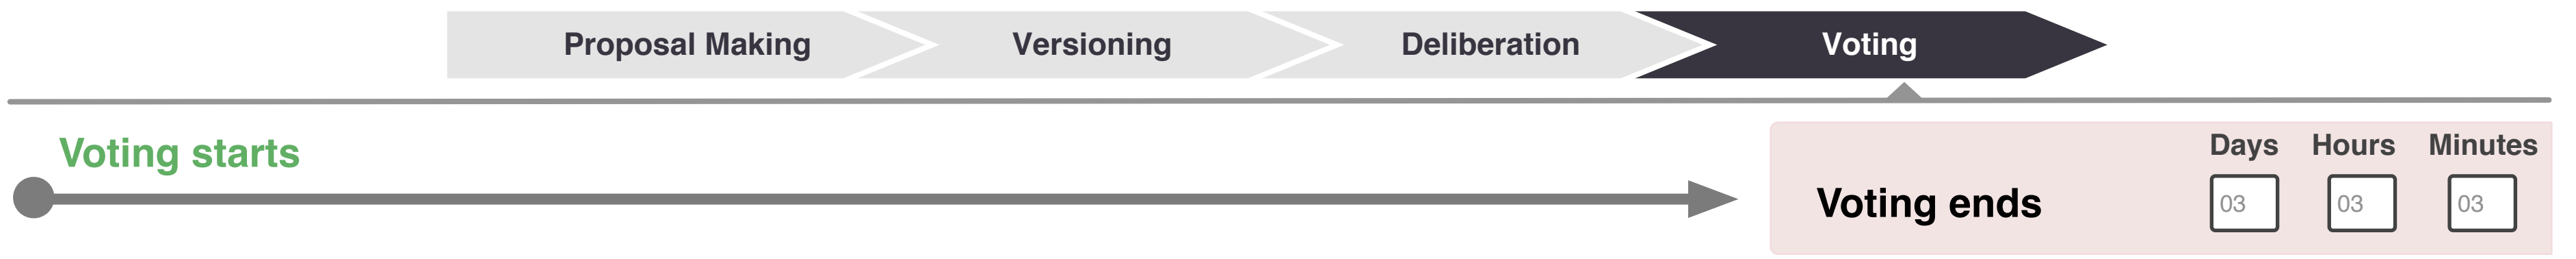 Proposal Making
Versioning
Deliberation
Voting
Voting starts
Days Hours Minutes
Voting ends
03 03 03